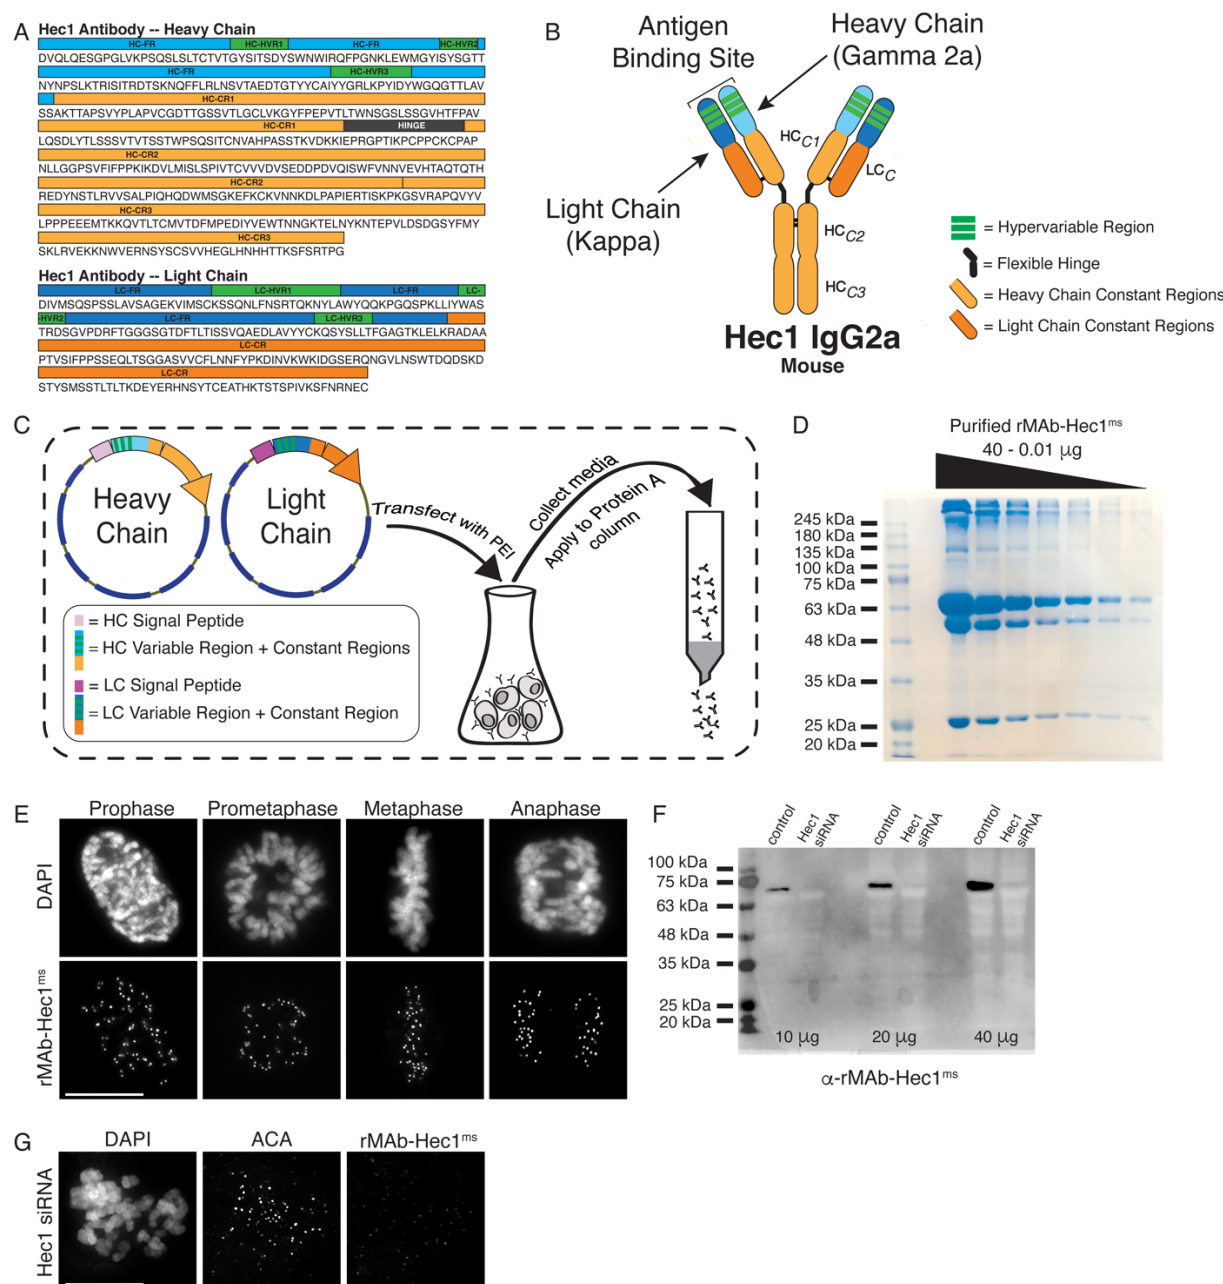 A
Hec1 Antibody -- Heavy Chain
HC-FR HC-HVR1 HC-FR HC-HVR2
DVQLQESGPGLVKPSQSLSLTCTVTGYSITSDYSWNWIRQFPGNKLEWMGYISYSGTT
HC-FR HC-HVR3
NYNPSLKTRISITRDTSKNQFFLRLNSVTAEDTGTYYCAIYYGRLKPYIDYWGQGTTLAV
HC-CR1
SSAKTTAPSVYPLAPVCGDTTGSSVTLGCLVKGYFPEPVTLTWNSGSLSSGVHTFPAV
HC-CR1 HINGE
LQSDLYTLSSSVTVTSSTWPSQSITCNVAHPASSTKVDKKIEPRGPTIKPCPPCKCPAP
HC-CR2
NLLGGPSVFIFPPKIKDVLMISLSPIVTCVVVDVSEDDPDVQISWFVNNVEVHTAQTQTH
HC-CR2
REDYNSTLRVVSALPIQHQDWMSGKEFKCKVNNKDLPAPIERTISKPKGSVRAPQVYV
HC-CR3
LPPPEEEMTKKQVTLTCMVTDFMPEDIYVEWTNNGKTELNYKNTEPVLDSDGSYFMY
HC-CR3
SKLRVEKKNWVERNSYSCSVVHEGLHNHHTTKSFSRTPG
Hec1 Antibody -- Light Chain
LC-FR LC-HVR1 LC-FR LC-
DIVMSQSPSSLAVSAGEKVIMSCKSSQNLFNSRTQKNYLAWYQQKPGQSPKLLIYWAS
-HVR2 LC-FR LC-HVR3
TRDSGVPDRFTGGGSGTDFTLTISSVQAEDLAVYYCKQSYSLLTFGAGTKLELKRADAA
LC-CR
PTVSIFPPSSEQLTSGGASVVCFLNNFYPKDINVKWKIDGSERQNGVLNSWTDQDSKD
LC-CR
STYSMSSTLTLTKDEYERHNSYTCEATHKTSTSPIVKSFNRNEC
B
Antigen
Binding Site
Heavy Chain
(Gamma 2a)
HCC1
LCC
Light Chain
(Kappa)
HCC2
HCC3
Hec1 IgG2a
Mouse
= Hypervariable Region
= Flexible Hinge
= Heavy Chain Constant Regions
= Light Chain Constant Regions
C
Heavy
Chain
Light
Chain
Transfect with PEI
Collect media
Apply to Protein A
column
= HC Signal Peptide
= HC Variable Region + Constant Regions
= LC Signal Peptide
= LC Variable Region + Constant Region
D
Purified rMAb-Hec1ms
40 - 0.01 µg
245 kDa
180 kDa
135 kDa
100 kDa
75 kDa
63 kDa
48 kDa
35 kDa
25 kDa
20 kDa
E
Prophase Prometaphase Metaphase Anaphase
DAPI
rMAb-Hec1ms
F
control Hec1 siRNA control Hec1 siRNA control Hec1 siRNA
100 kDa
75 kDa
63 kDa
48 kDa
35 kDa
25 kDa
20 kDa
10 µg 20 µg 40 µg
α-rMAb-Hec1ms
G
DAPI ACA rMAb-Hec1ms
Hec1 siRNA